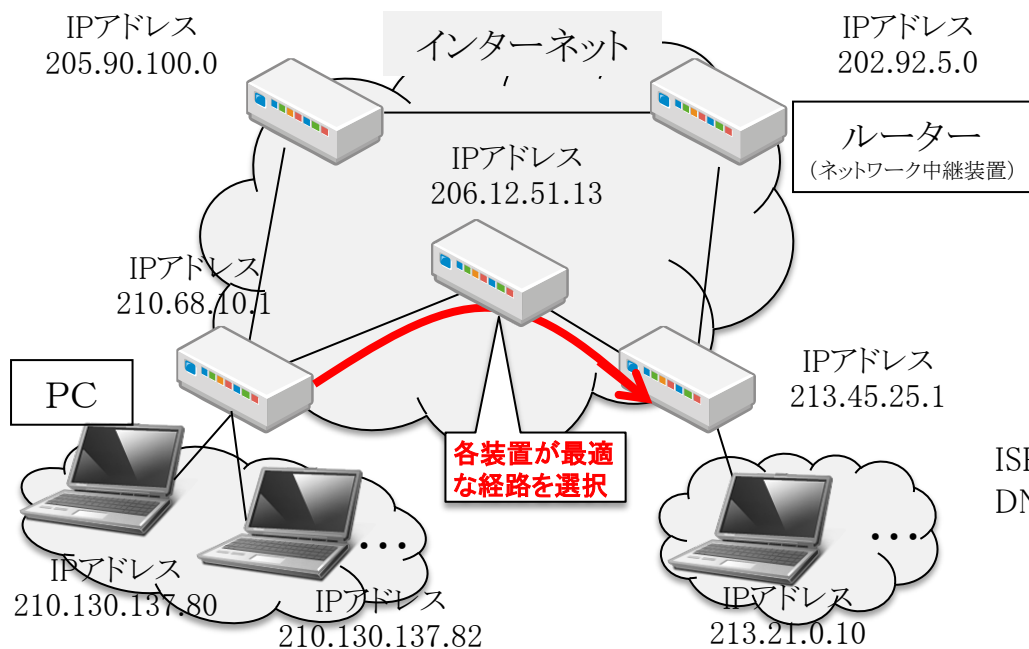 IPアドレス
205.90.100.0
インターネット
IPアドレス
202.92.5.0
ルーター
（ネットワーク中継装置）
IPアドレス
206.12.51.13
IPアドレス
210.68.10.1
IPアドレス
213.45.25.1
PC
各装置が最適
な経路を選択
IPアドレス
210.130.137.80
IPアドレス
210.130.137.82
・・・
IPアドレス
213.21.0.10
・・・